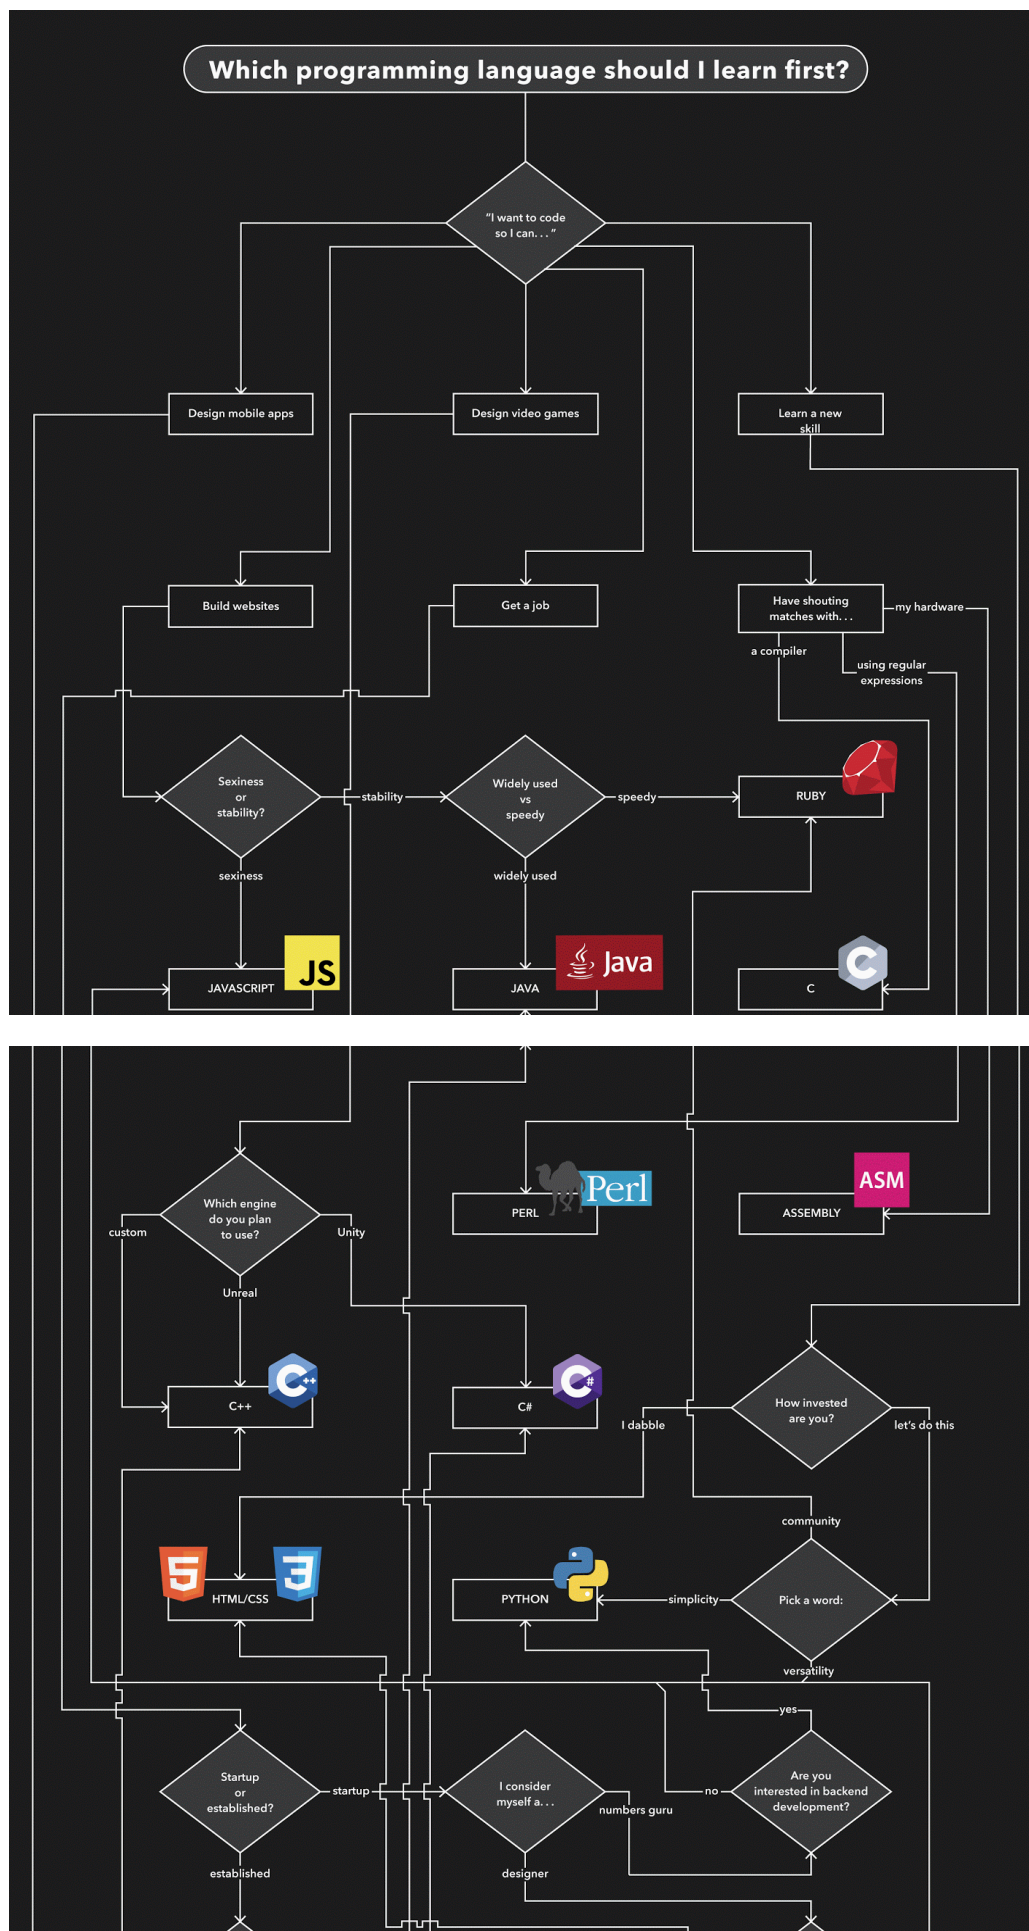 Which programming language should I learn first?
"I want to code
so I can. . . "
Design mobile apps
Design video games
Learn a new
skill
Build websites
Get a job
Have shouting
matches with. . .
my hardware
a compiler
using regular
expressions
Sexiness
or
stability?
stability
Widely used
vs
speedy
speedy
RUBY
sexiness
widely used
JS
JAVASCRIPT
Java
JAVA
C
C
Which engine
do you plan
to use?
custom
Unity
Unreal
Perl
PERL
ASM
ASSEMBLY
C++
C++
C#
C#
How invested
are you?
I dabble
let's do this
community
5
3
HTML/CSS
PYTHON
simplicity
Pick a word:
versatility
yes
Startup
or
established?
startup
I consider
myself a. . .
numbers guru
no
Are you
interested in backend
development?
established
designer